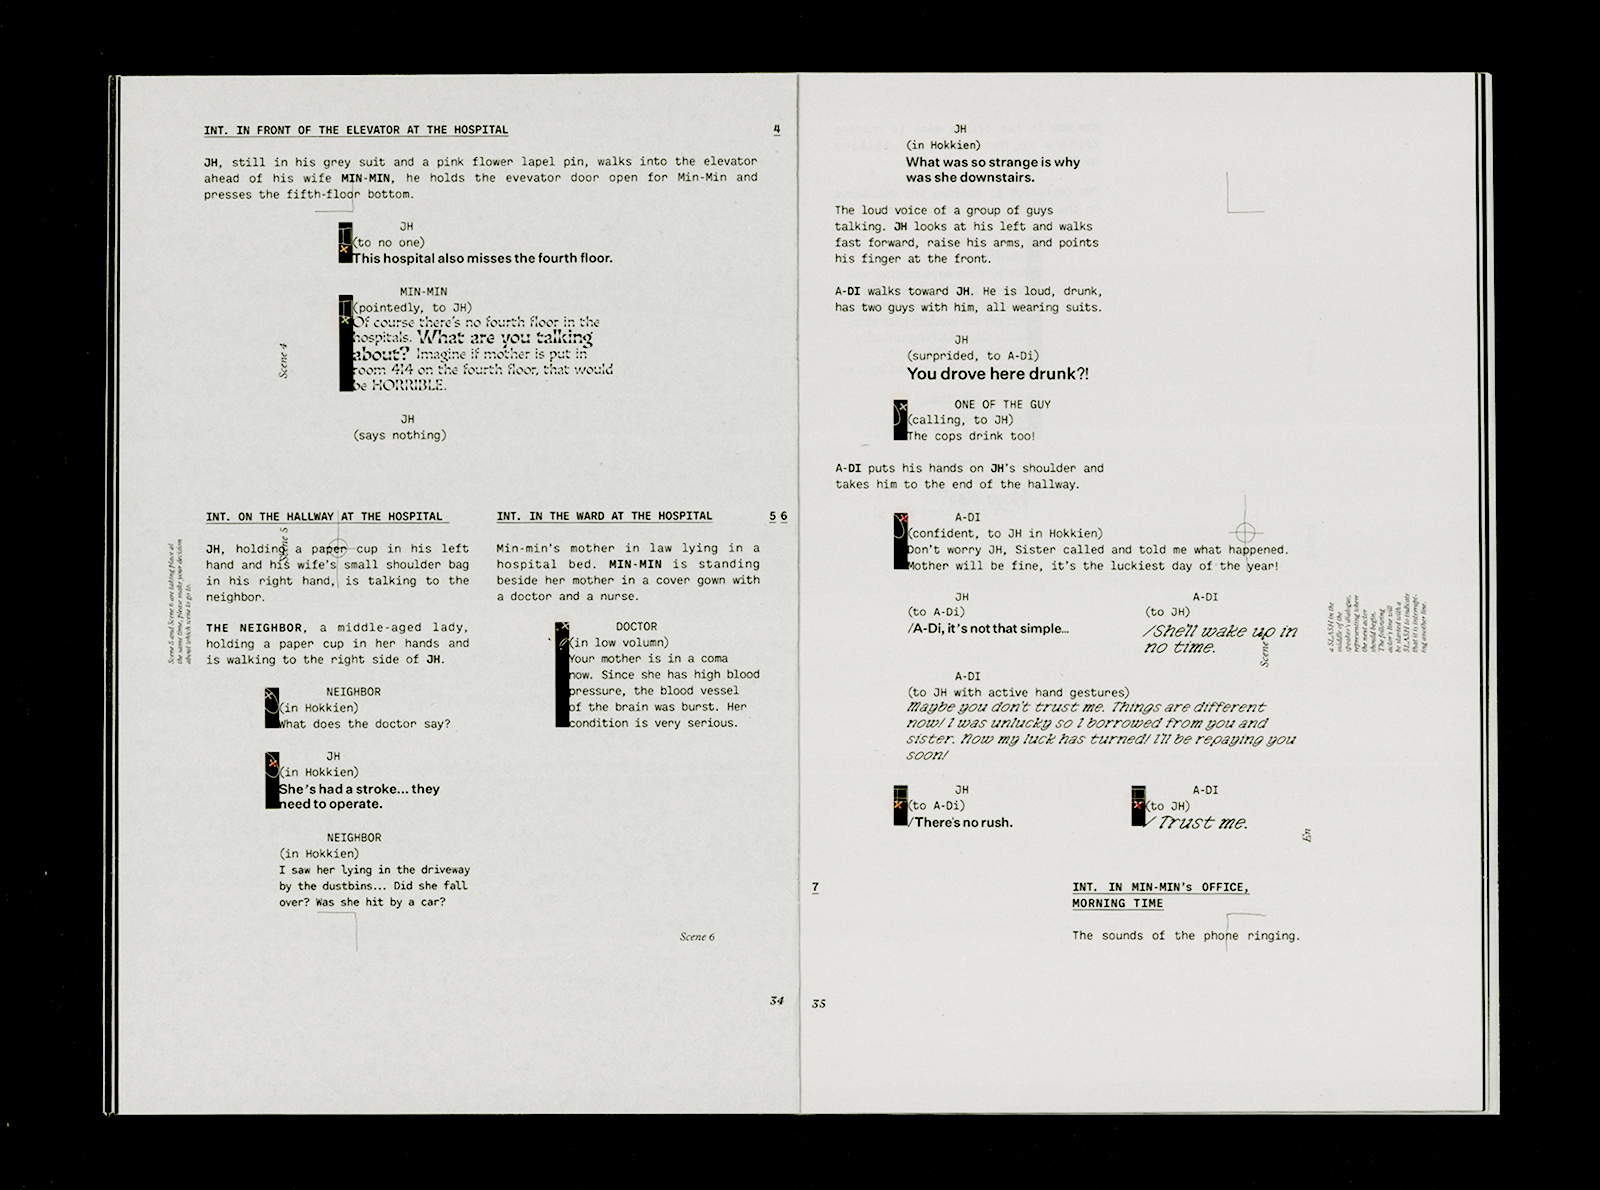 INT. IN FRONT OF THE ELEVATOR AT THE HOSPITAL 4
JH, still in his grey suit and a pink flower lapel pin, walks into the elevator
ahead of his wife MIN-MIN, he holds the evevator door open for Min-Min and
presses the fifth-floor bottom.
JH
(to no one)
This hospital also misses the fourth floor.
MIN-MIN
(pointedly, to JH)
Of course there's no fourth floor in the
hospitals. What are you talking
about? Imagine if mother is put in
room 414 on the fourth floor, that would
be HORRIBLE.
Scene 4
JH
(says nothing)
INT. ON THE HALLWAY AT THE HOSPITAL
Scene 5
JH, holding a paper cup in his left
hand and his wife's small shoulder bag
in his right hand, is talking to the
neighbor.
Scene 5 and Scene 6 are taking place at
the same time, please make your decision
about which scene to go to.
THE NEIGHBOR, a middle-aged lady,
holding a paper cup in her hands and
is walking to the right side of JH.
NEIGHBOR
(in Hokkien)
What does the doctor say?
JH
(in Hokkien)
She's had a stroke... they
need to operate.
NEIGHBOR
(in Hokkien)
I saw her lying in the driveway
by the dustbins... Did she fall
over? Was she hit by a car?
INT. IN THE WARD AT THE HOSPITAL 5 6
Min-min's mother in law lying in a
hospital bed. MIN-MIN is standing
beside her mother in a cover gown with
a doctor and a nurse.
DOCTOR
(in low volumn)
Your mother is in a coma
now. Since she has high blood
pressure, the blood vessel
of the brain was burst. Her
condition is very serious.
Scene 6
34
JH
(in Hokkien)
What was so strange is why
was she downstairs.
The loud voice of a group of guys
talking. JH looks at his left and walks
fast forward, raise his arms, and points
his finger at the front.
A-DI walks toward JH. He is loud, drunk,
has two guys with him, all wearing suits.
JH
(surprided, to A-Di)
You drove here drunk?!
ONE OF THE GUY
(calling, to JH)
The cops drink too!
A-DI puts his hands on JH's shoulder and
takes him to the end of the hallway.
A-DI
(confident, to JH in Hokkien)
Don't worry JH, Sister called and told me what happened.
Mother will be fine, it's the luckiest day of the year!
JH
(to A-Di)
/A-Di, it's not that simple...
A-DI
(to JH)
/She'll wake up in
no time.
Scene
a SLASH in the
middle of the
speaker's dialogue,
representing where
the next actor
should begin.
The following
actor's line will
be started with a
SLASH to indicate
that it is interrupt-
ing another line.
A-DI
(to JH with active hand gestures)
Maybe you don't trust me. Things are different
now! I was unlucky so I borrowed from you and
sister. Now my luck has turned! I'll be repaying you
soon!
JH
(to A-Di)
/There's no rush.
A-DI
(to JH)
/ Trust me.
En
7
INT. IN MIN-MIN's OFFICE,
MORNING TIME
The sounds of the phone ringing.
35